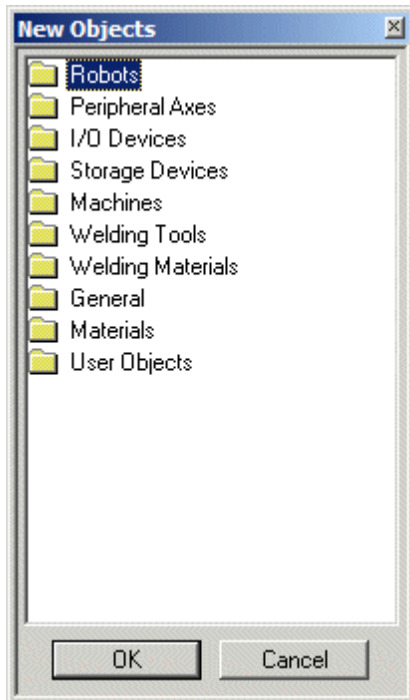 New Objects
Robots
Peripheral Axes
I/O Devices
Storage Devices
Machines
Welding Tools
Welding Materials
General
Materials
User Objects
OK Cancel